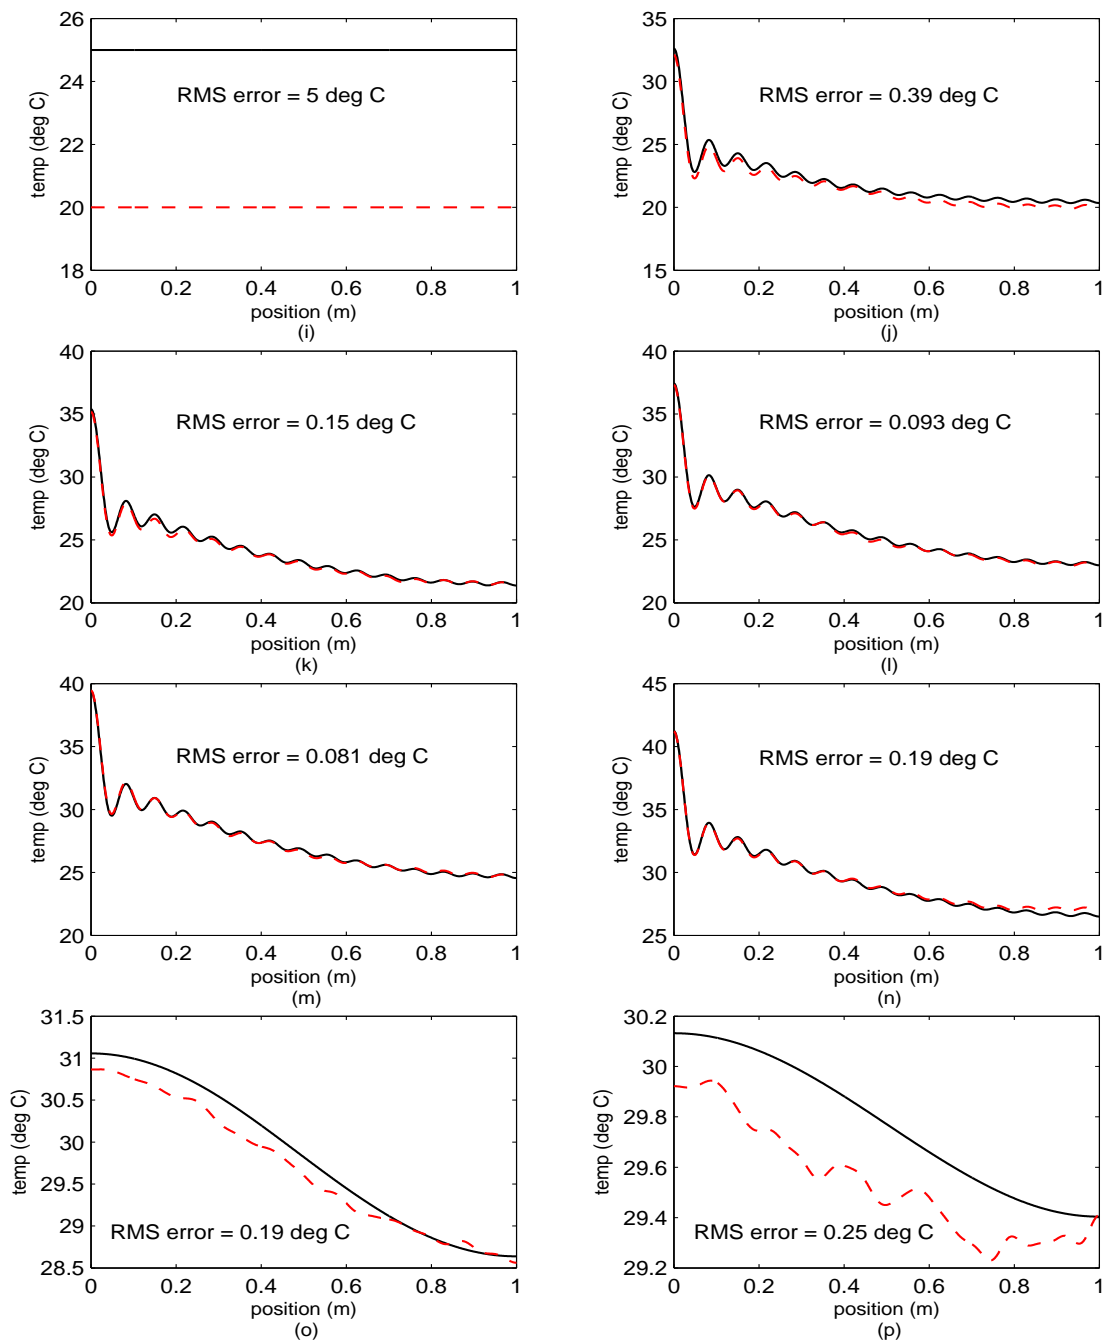 26
24
22
20
18
temp (deg C)
RMS error = 5 deg C
0 0.2 0.4 0.6 0.8 1
position (m)
(i)
35
30
25
20
15
temp (deg C)
RMS error = 0.39 deg C
0 0.2 0.4 0.6 0.8 1
position (m)
(j)
40
35
30
25
20
temp (deg C)
RMS error = 0.15 deg C
0 0.2 0.4 0.6 0.8 1
position (m)
(k)
40
35
30
25
20
temp (deg C)
RMS error = 0.093 deg C
0 0.2 0.4 0.6 0.8 1
position (m)
(l)
40
35
30
25
20
temp (deg C)
RMS error = 0.081 deg C
0 0.2 0.4 0.6 0.8 1
position (m)
(m)
45
40
35
30
25
temp (deg C)
RMS error = 0.19 deg C
0 0.2 0.4 0.6 0.8 1
position (m)
(n)
31.5
31
30.5
30
29.5
29
28.5
temp (deg C)
RMS error = 0.19 deg C
0 0.2 0.4 0.6 0.8 1
position (m)
(o)
30.2
30
29.8
29.6
29.4
29.2
temp (deg C)
RMS error = 0.25 deg C
0 0.2 0.4 0.6 0.8 1
position (m)
(p)